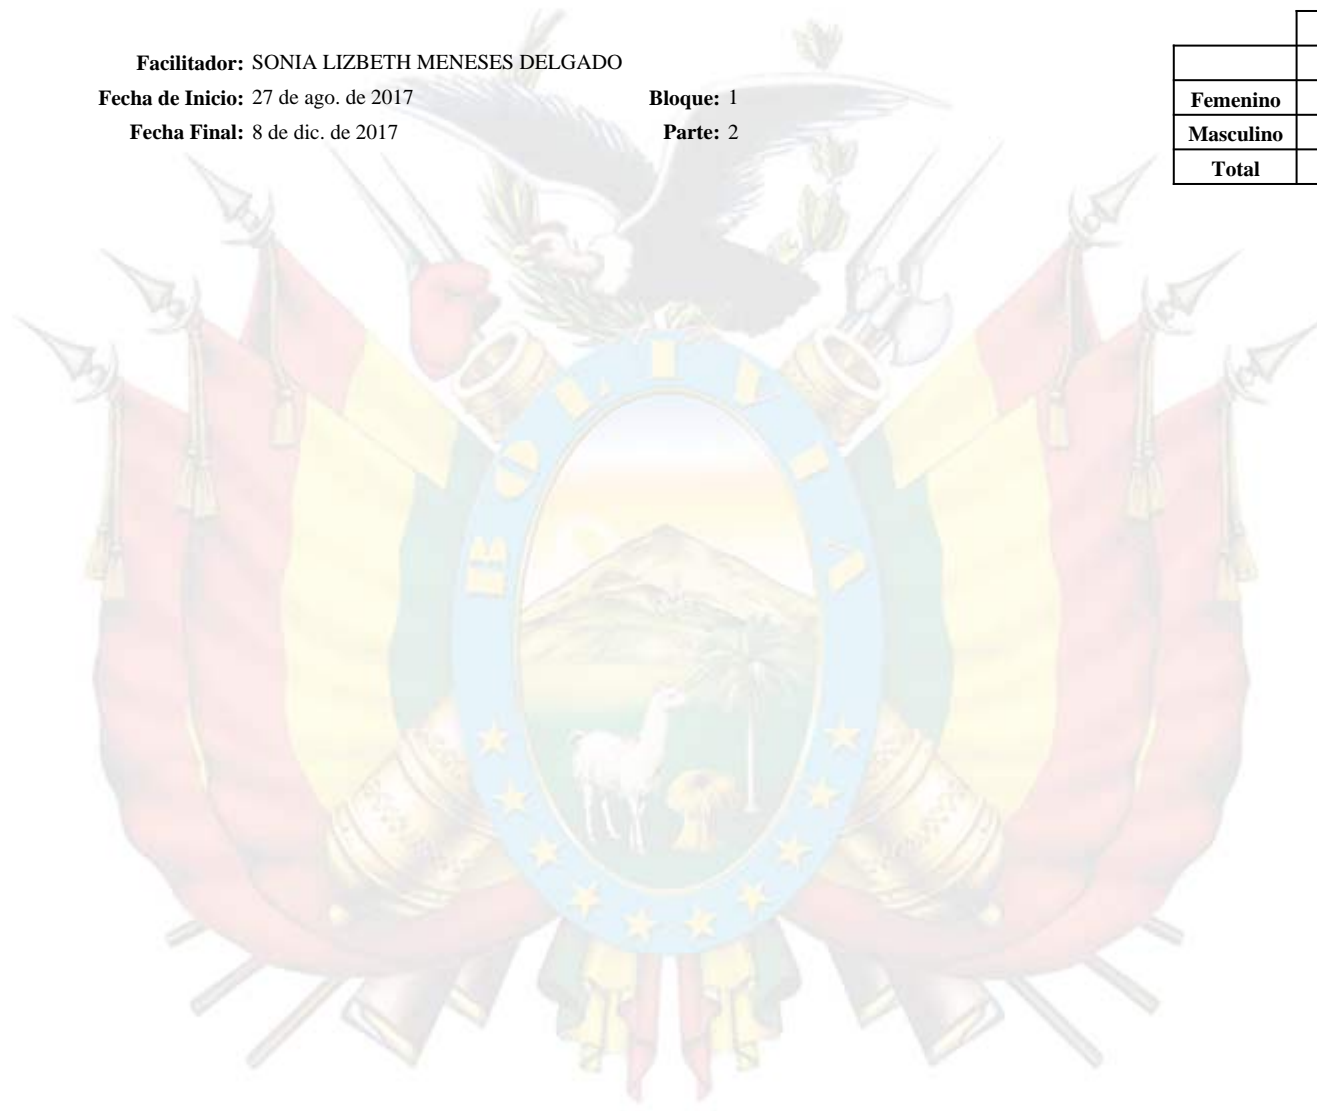 Facilitador: SONIA LIZBETH MENESES DELGADO
Fecha de Inicio: 27 de ago. de 2017 Bloque: 1
Fecha Final: 8 de dic. de 2017 Parte: 2
Femenino
Masculino
Total
BOLIVIA